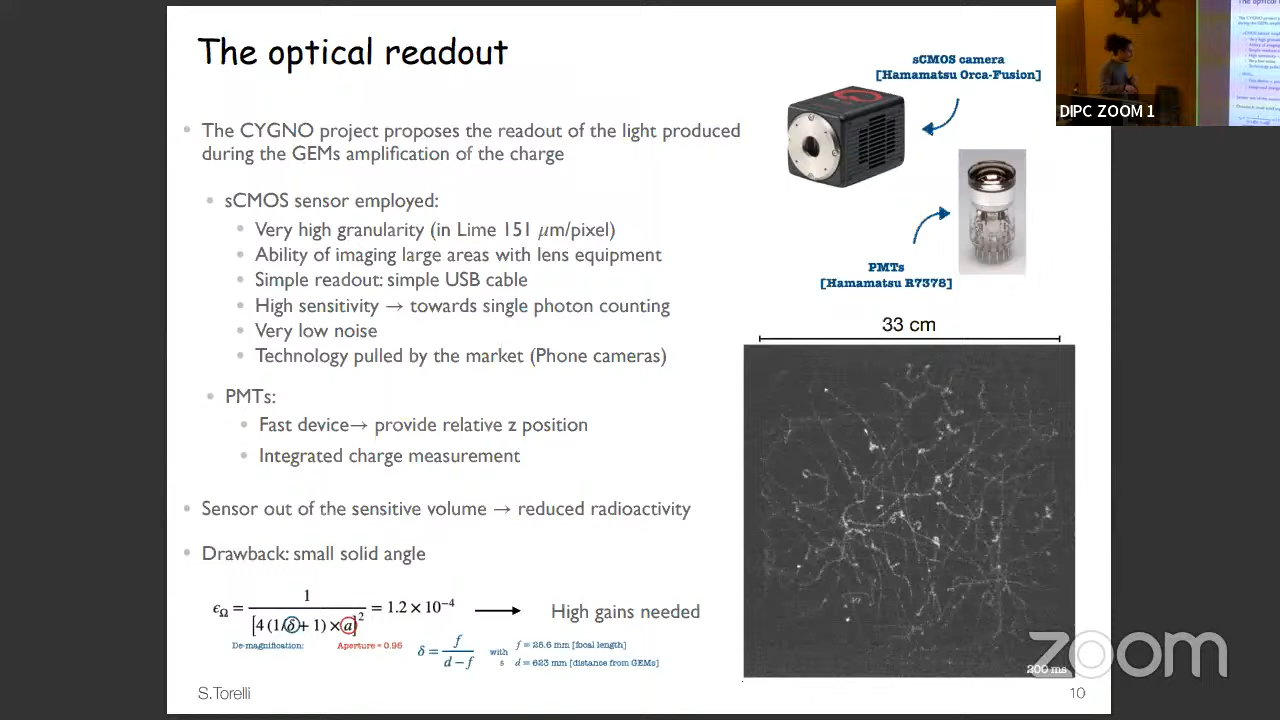 The optical readout
sCMOS camera
[Hamamatsu Orca-Fusion]
DIPC ZOOM 1
The CYGNO project proposes the readout of the light produced
during the GEMs amplification of the charge
sCMOS sensor employed:
Very high granularity (in Lime 151 μm/pixel)
Ability of imaging large areas with lens equipment
Simple readout: simple USB cable
High sensitivity → towards single photon counting
Very low noise
Technology pulled by the market (Phone cameras)
PMTs
[Hamamatsu R7378]
33 cm
PMTs:
Fast device→ provide relative z position
Integrated charge measurement
Sensor out of the sensitive volume → reduced radioactivity
Drawback: small solid angle
ϵΩ = 1 / [4 (1/δ + 1) × a]² = 1.2 × 10⁻⁴
High gains needed
De-magnification:
Aperture = 0.95
δ = f / (d − f)
with
s
f = 25.6 mm [focal length]
d = 623 mm [distance from GEMs]
200 ms
zoom
S.Torelli
10